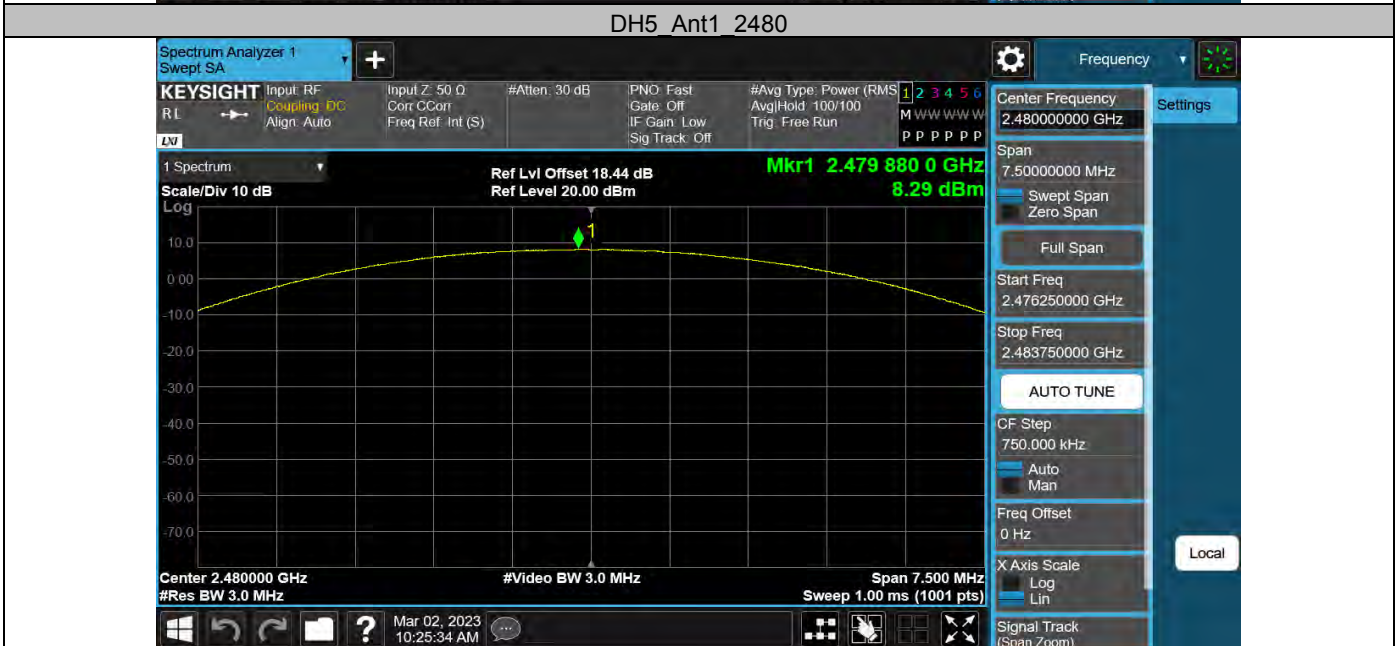 DH5_Ant1_2480
Spectrum Analyzer 1
Swept SA
Frequency
KEYSIGHT
RL
LXI
Input: RF
Coupling: DC
Align: Auto
Input Z: 50 Ω
Corr CCorr
Freq Ref: Int (S)
#Atten: 30 dB
PNO: Fast
Gate: Off
IF Gain: Low
Sig Track: Off
#Avg Type: Power (RMS
Avg|Hold: 100/100
Trig: Free Run
1 2 3 4 5 6
M W W W W W
P P P P P P
1 Spectrum
Scale/Div 10 dB
Ref Lvl Offset 18.44 dB
Ref Level 20.00 dBm
Mkr1 2.479 880 0 GHz
8.29 dBm
Log
1
10.0
0.00
-10.0
-20.0
-30.0
-40.0
-50.0
-60.0
-70.0
Center 2.480000 GHz
#Res BW 3.0 MHz
#Video BW 3.0 MHz
Span 7.500 MHz
Sweep 1.00 ms (1001 pts)
Mar 02, 2023
10:25:34 AM
Center Frequency
2.480000000 GHz
Settings
Span
7.50000000 MHz
Swept Span
Zero Span
Full Span
Start Freq
2.476250000 GHz
Stop Freq
2.483750000 GHz
AUTO TUNE
CF Step
750.000 kHz
Auto
Man
Freq Offset
0 Hz
Local
X Axis Scale
Log
Lin
Signal Track
(Span Zoom)